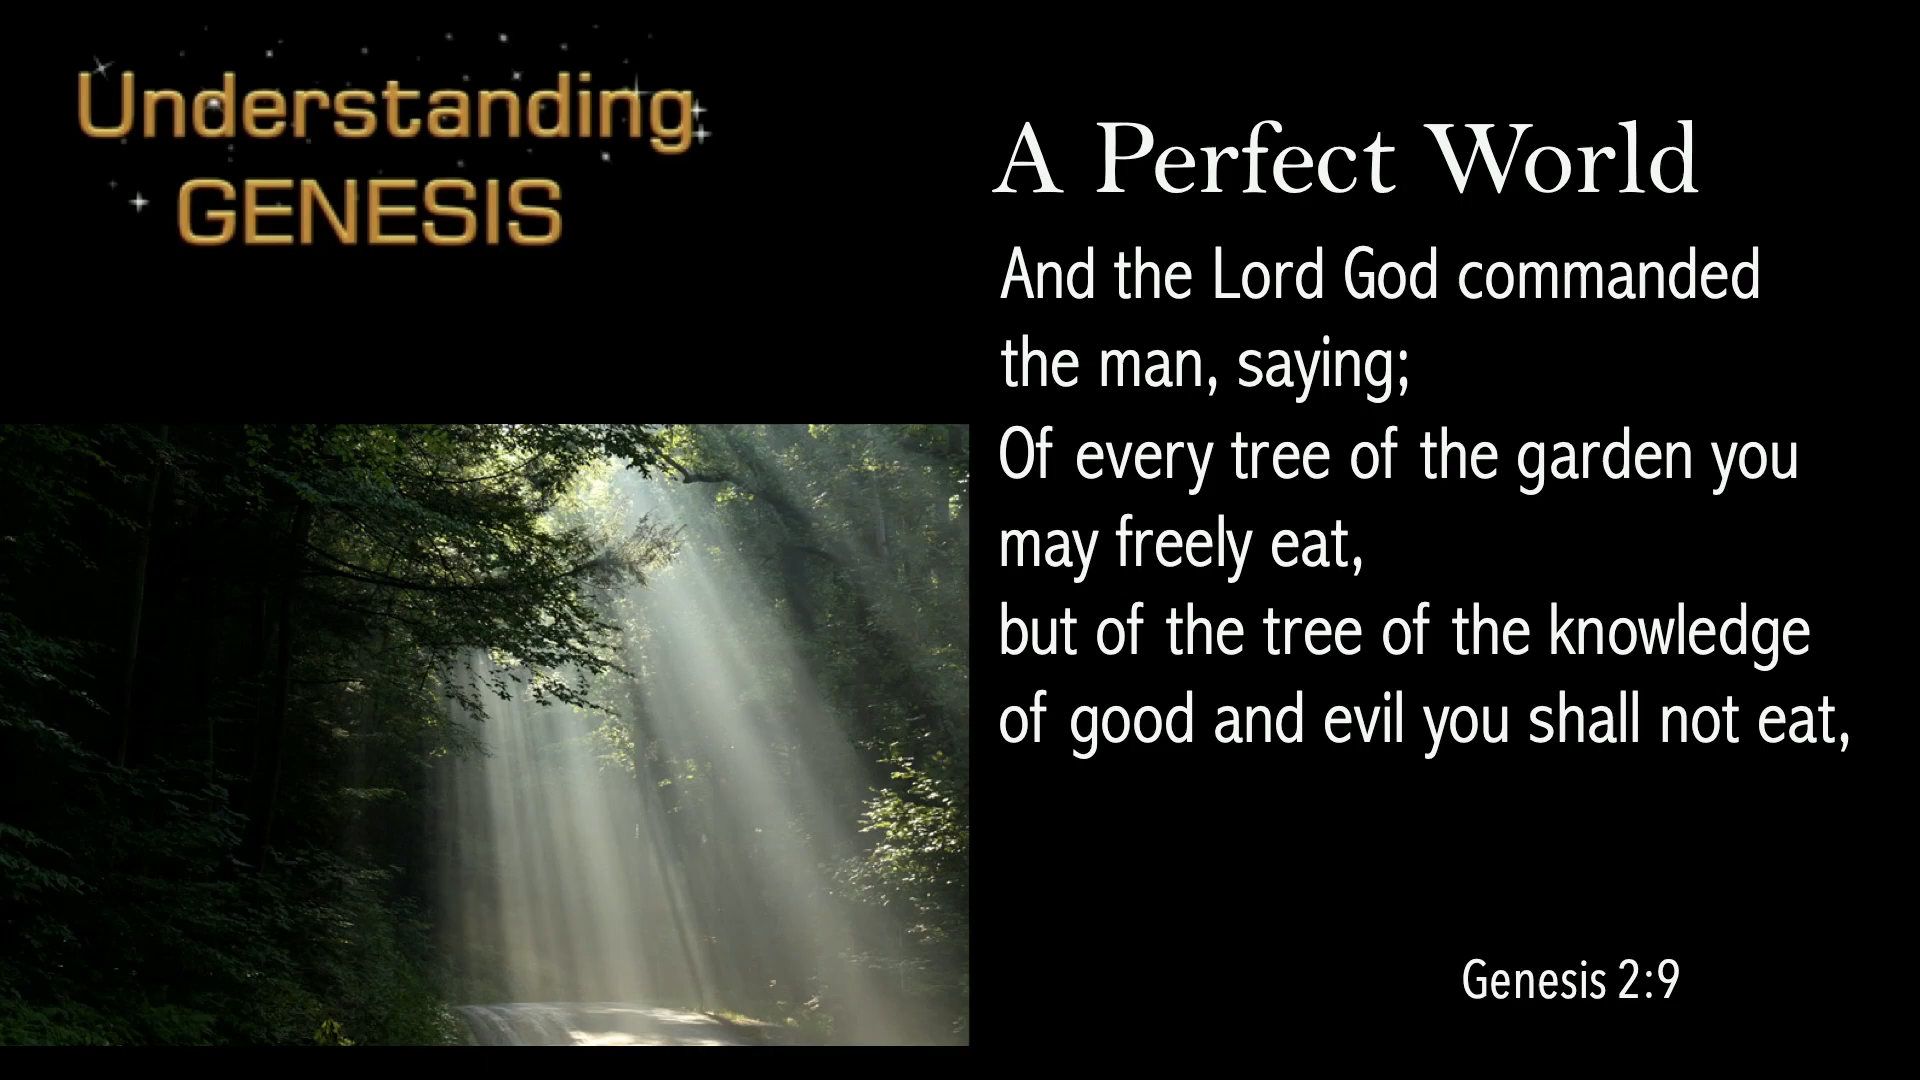 Understanding
GENESIS
A Perfect World
And the Lord God commanded
the man, saying;
Of every tree of the garden you
may freely eat,
but of the tree of the knowledge
of good and evil you shall not eat,
Genesis 2:9